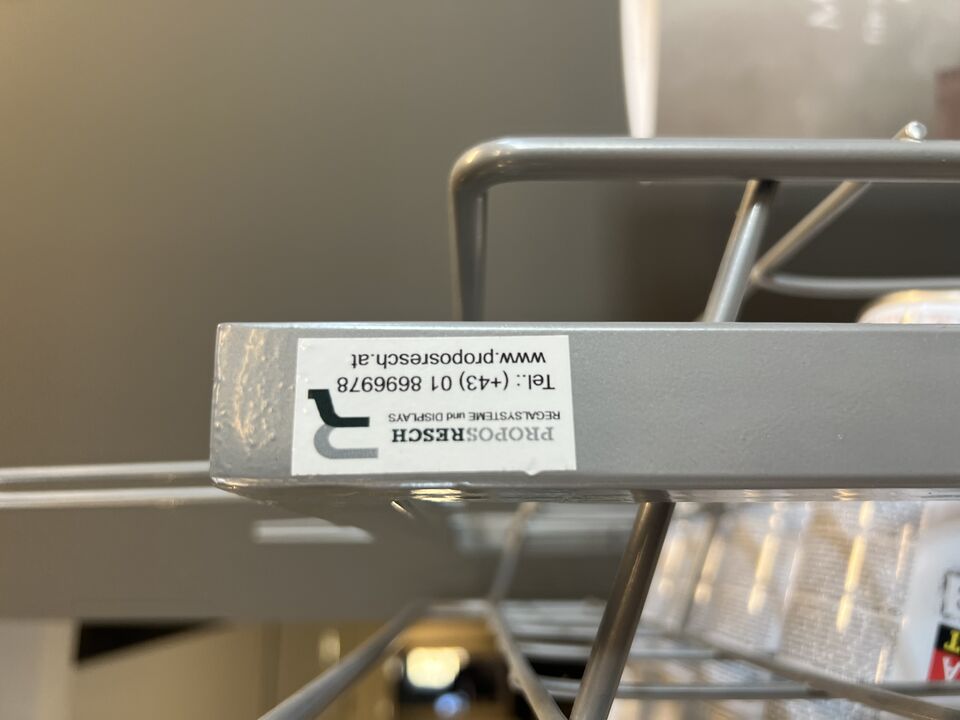 PROPOSRESCH
REGALSYSTEME und DISPLAYS
Tel.: (+43) 01 8696978
www.proposresch.at